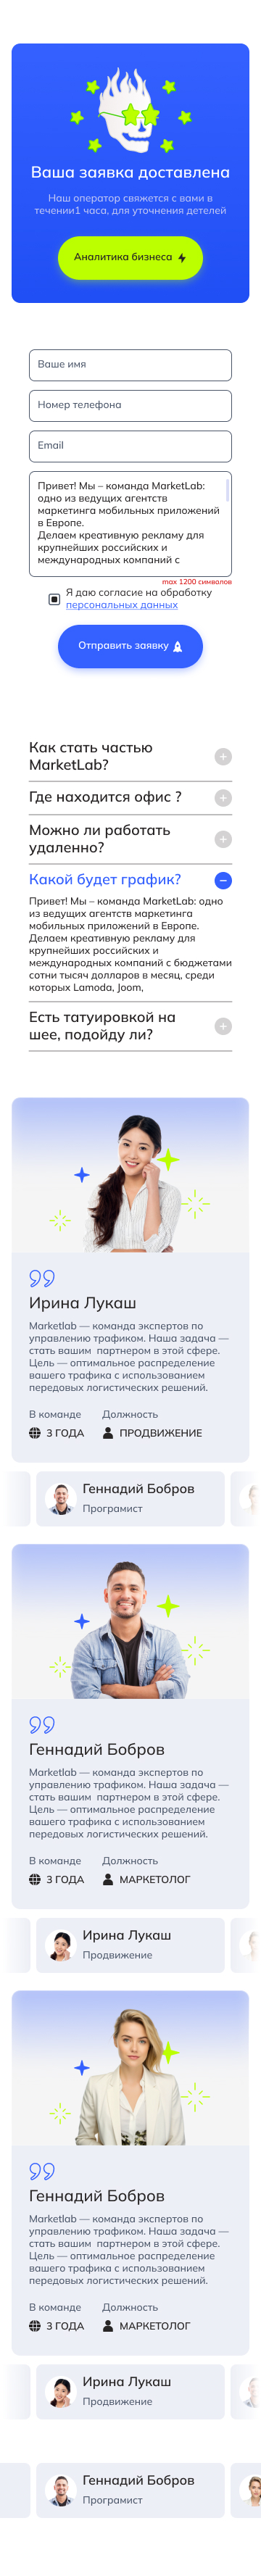 Ваша заявка доставлена
Наш оператор свяжется с вами в
течении1 часа, для уточнения детелей
Аналитика бизнеса
Ваше имя
Номер телефона
Email
Привет! Мы – команда MarketLab:
одно из ведущих агентств
маркетинга мобильных приложений
в Европе.
Делаем креативную рекламу для
крупнейших российских и
международных компаний с
max 1200 символов
Я даю согласие на обработку
персональных данных
Отправить заявку
Как стать частью
MarketLab?
Где находится офис ?
Можно ли работать
удаленно?
Какой будет график?
Привет! Мы – команда MarketLab: одно
из ведущих агентств маркетинга
мобильных приложений в Европе.
Делаем креативную рекламу для
крупнейших российских и
международных компаний с бюджетами
сотни тысяч долларов в месяц, среди
которых Lamoda, Joom,
Есть татуировкой на
шее, подойду ли?
Ирина Лукаш
Marketlab — команда экспертов по
управлению трафиком. Наша задача —
стать вашим  партнером в этой сфере.
Цель — оптимальное распределение
вашего трафика с использованием
передовых логистических решений.
В команде Должность
3 ГОДА ПРОДВИЖЕНИЕ
Геннадий Бобров
Програмист
Геннадий Бобров
Marketlab — команда экспертов по
управлению трафиком. Наша задача —
стать вашим  партнером в этой сфере.
Цель — оптимальное распределение
вашего трафика с использованием
передовых логистических решений.
В команде Должность
3 ГОДА МАРКЕТОЛОГ
Ирина Лукаш
Продвижение
Геннадий Бобров
Marketlab — команда экспертов по
управлению трафиком. Наша задача —
стать вашим  партнером в этой сфере.
Цель — оптимальное распределение
вашего трафика с использованием
передовых логистических решений.
В команде Должность
3 ГОДА МАРКЕТОЛОГ
Ирина Лукаш
Продвижение
Геннадий Бобров
Програмист